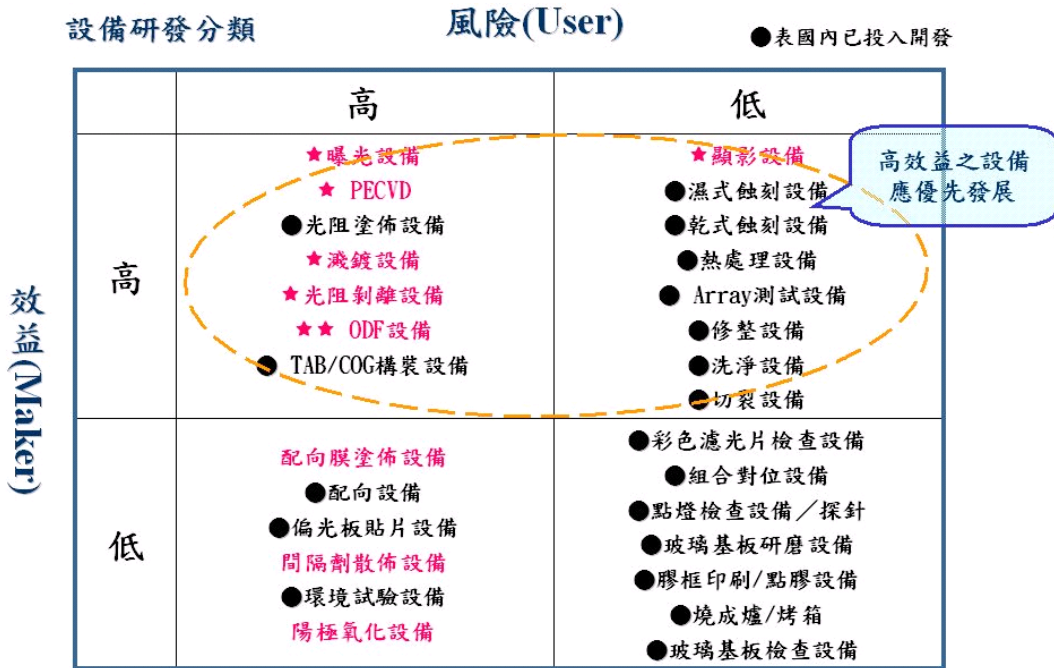 設備研發分類
風險(User)
●表國內已投入開發
高
低
效益(Maker)
高
★曝光設備
★ PECVD
●光阻塗佈設備
★濺鍍設備
★光阻剝離設備
★★ ODF設備
● TAB/COG構裝設備
★顯影設備
●濕式蝕刻設備
●乾式蝕刻設備
●熱處理設備
● Array測試設備
●修整設備
●洗淨設備
●切裂設備
高效益之設備
應優先發展
低
配向膜塗佈設備
●配向設備
●偏光板貼片設備
間隔劑散佈設備
●環境試驗設備
陽極氧化設備
●彩色濾光片檢查設備
●組合對位設備
●點燈檢查設備／探針
●玻璃基板研磨設備
●膠框印刷/點膠設備
●燒成爐/烤箱
●玻璃基板檢查設備